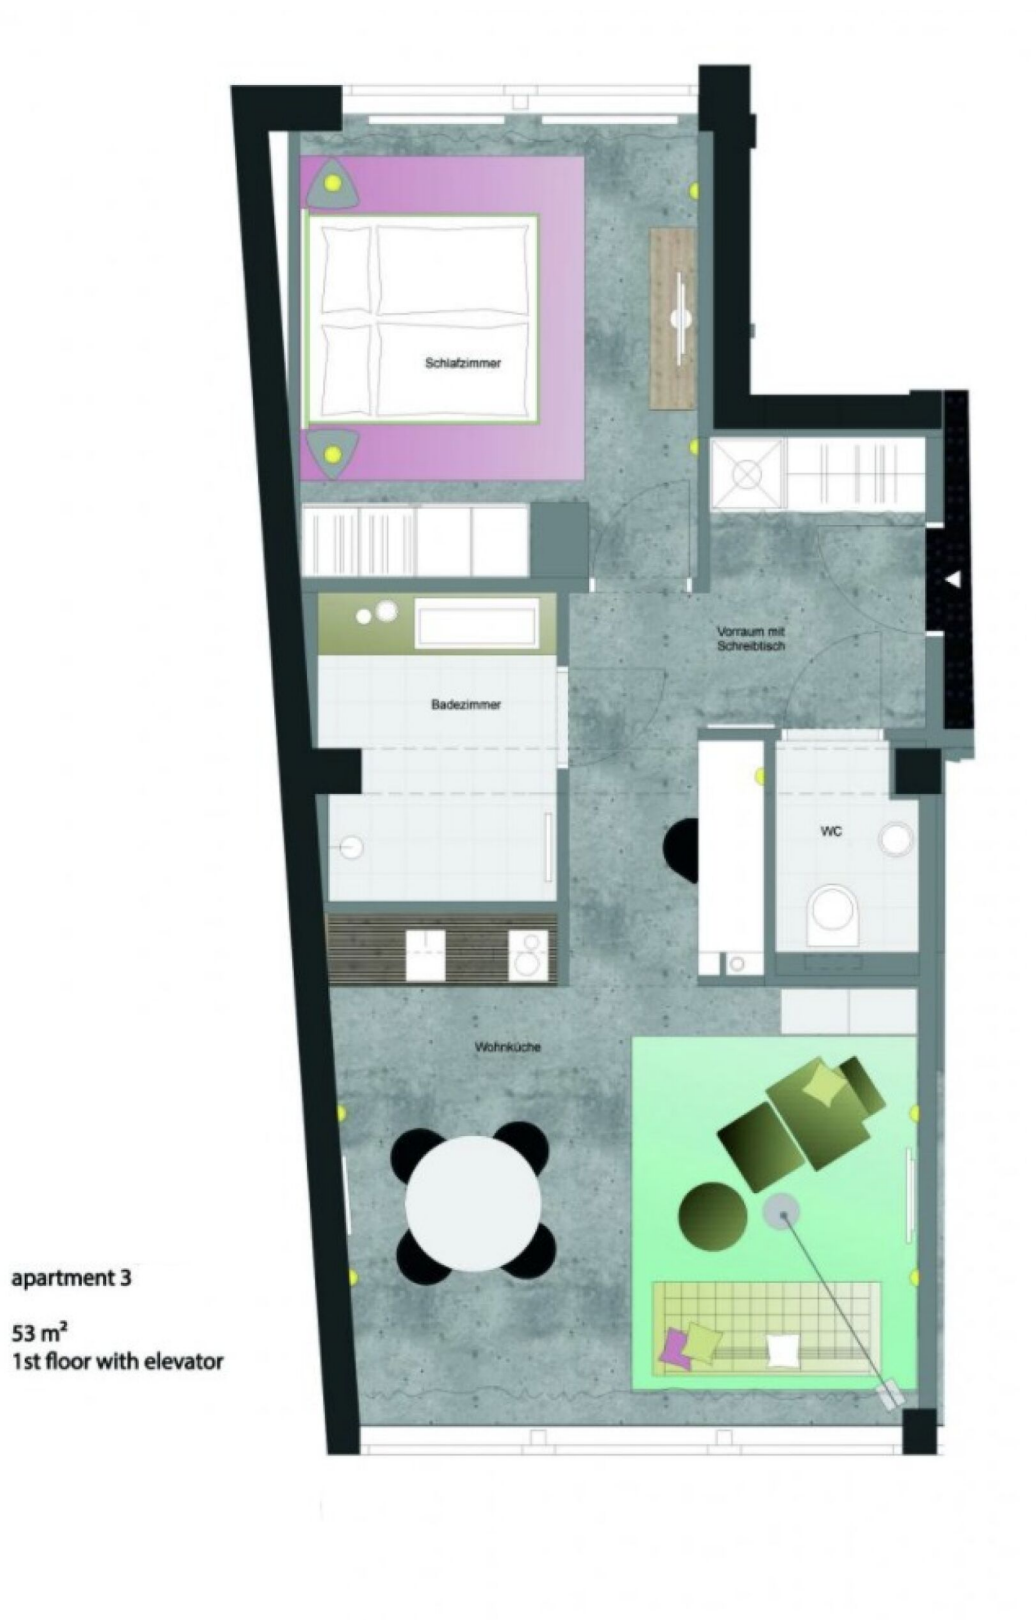 Schlafzimmer
Vorraum mit
Schreibtisch
Badezimmer
WC
Wohnküche
apartment 3
53 m²
1st floor with elevator